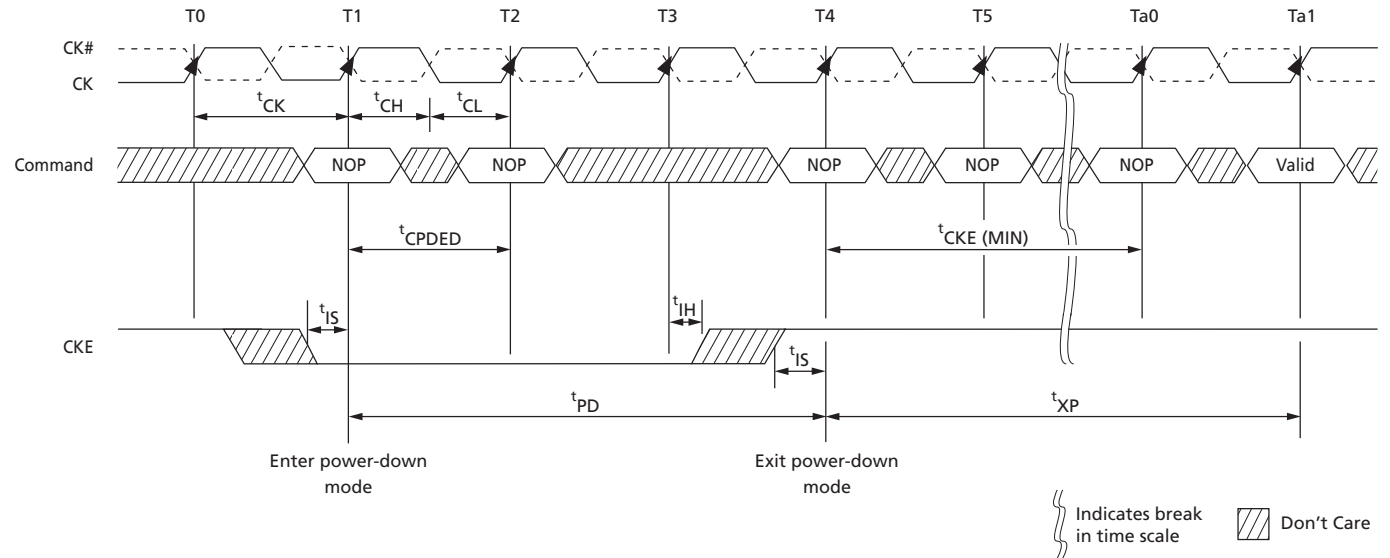 T0 T1 T2 T3 T4 T5 Ta0 Ta1
CK#
CK
tCK tCH tCL
Command NOP NOP NOP NOP NOP Valid
tCPDED tCKE (MIN)
tIS tIH
CKE
tIS
tPD tXP
Enter power-down
mode
Exit power-down
mode
Indicates break
in time scale
Don't Care